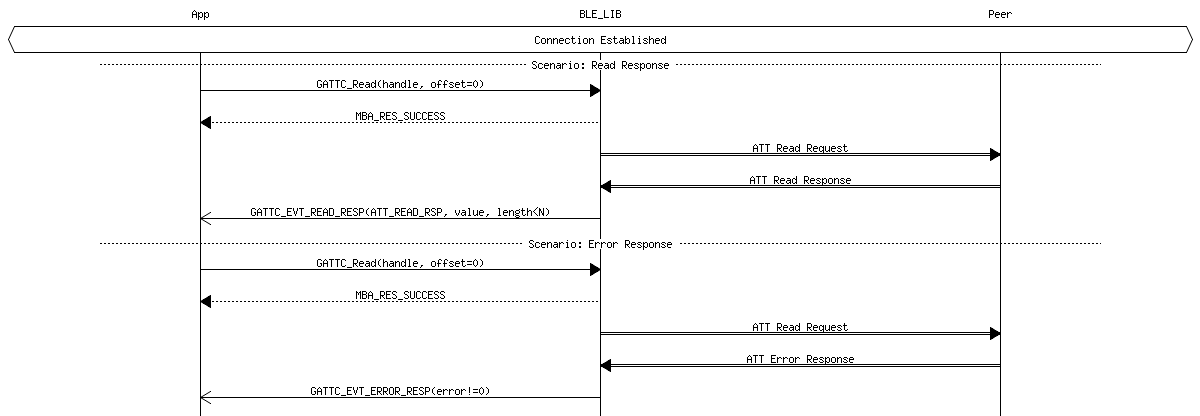 App BLE_LIB Peer
Connection Established
Scenario: Read Response
GATTC_Read(handle, offset=0)
MBA_RES_SUCCESS
ATT Read Request
ATT Read Response
GATTC_EVT_READ_RESP(ATT_READ_RSP, value, length<N)
Scenario: Error Response
GATTC_Read(handle, offset=0)
MBA_RES_SUCCESS
ATT Read Request
ATT Error Response
GATTC_EVT_ERROR_RESP(error!=0)